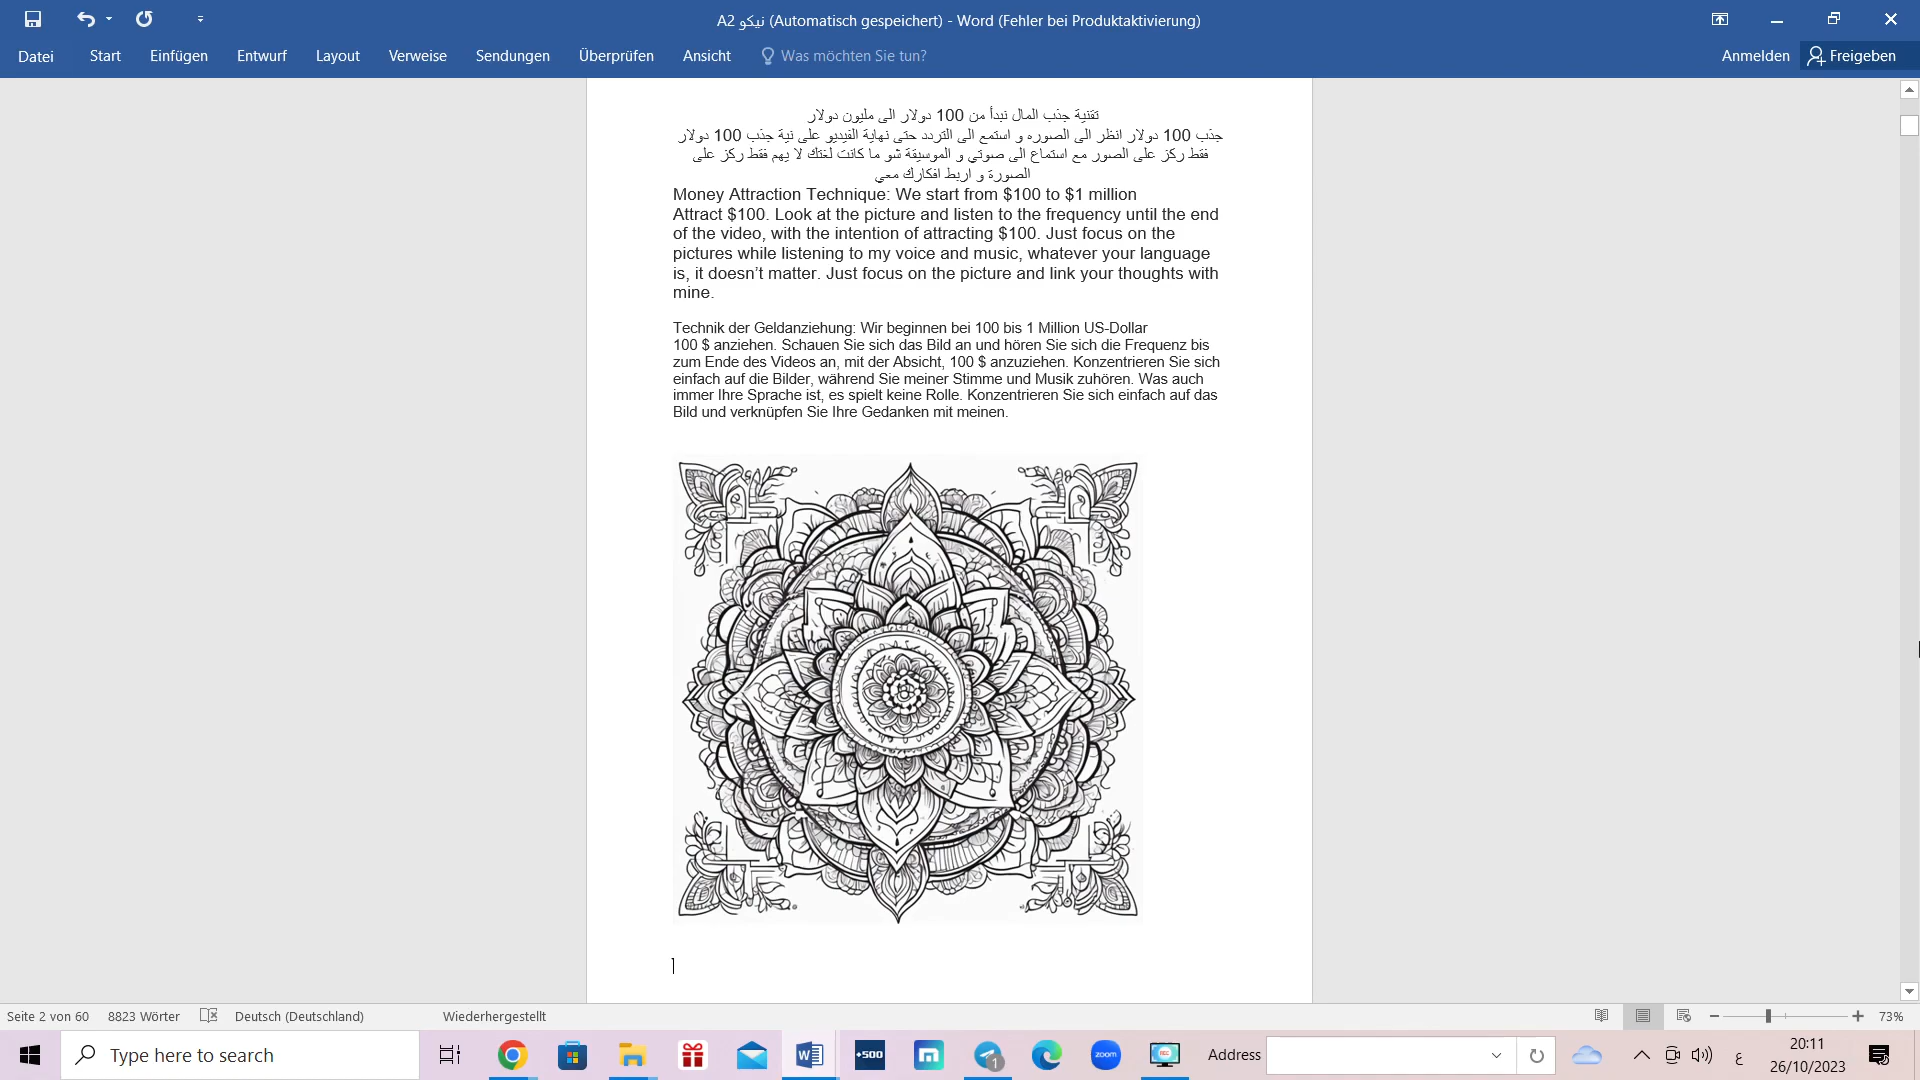 A2 نيكو (Automatisch gespeichert) - Word (Fehler bei Produktaktivierung)
Datei Start Einfügen Entwurf Layout Verweise Sendungen Überprüfen Ansicht Was möchten Sie tun? Anmelden Freigeben
تقنية جذب المال نبدأ من 100 دولار الى مليون دولار
جذب 100 دولار انظر الى الصوره و استمع الى التردد حتى نهاية الفيديو على نية جذب 100 دولار
فقط ركز على الصور مع استماع الى صوتي و الموسيقة شو ما كانت لغتك لا يهم فقط ركز على
الصورة و اربط افكارك معي
Money Attraction Technique: We start from $100 to $1 million
Attract $100. Look at the picture and listen to the frequency until the end
of the video, with the intention of attracting $100. Just focus on the
pictures while listening to my voice and music, whatever your language
is, it doesn’t matter. Just focus on the picture and link your thoughts with
mine.
Technik der Geldanziehung: Wir beginnen bei 100 bis 1 Million US-Dollar
100 $ anziehen. Schauen Sie sich das Bild an und hören Sie sich die Frequenz bis
zum Ende des Videos an, mit der Absicht, 100 $ anzuziehen. Konzentrieren Sie sich
einfach auf die Bilder, während Sie meiner Stimme und Musik zuhören. Was auch
immer Ihre Sprache ist, es spielt keine Rolle. Konzentrieren Sie sich einfach auf das
Bild und verknüpfen Sie Ihre Gedanken mit meinen.
Seite 2 von 60 8823 Wörter Deutsch (Deutschland) Wiederhergestellt 73%
Type here to search +500 zoom REC 1 Address ع 20:11
26/10/2023